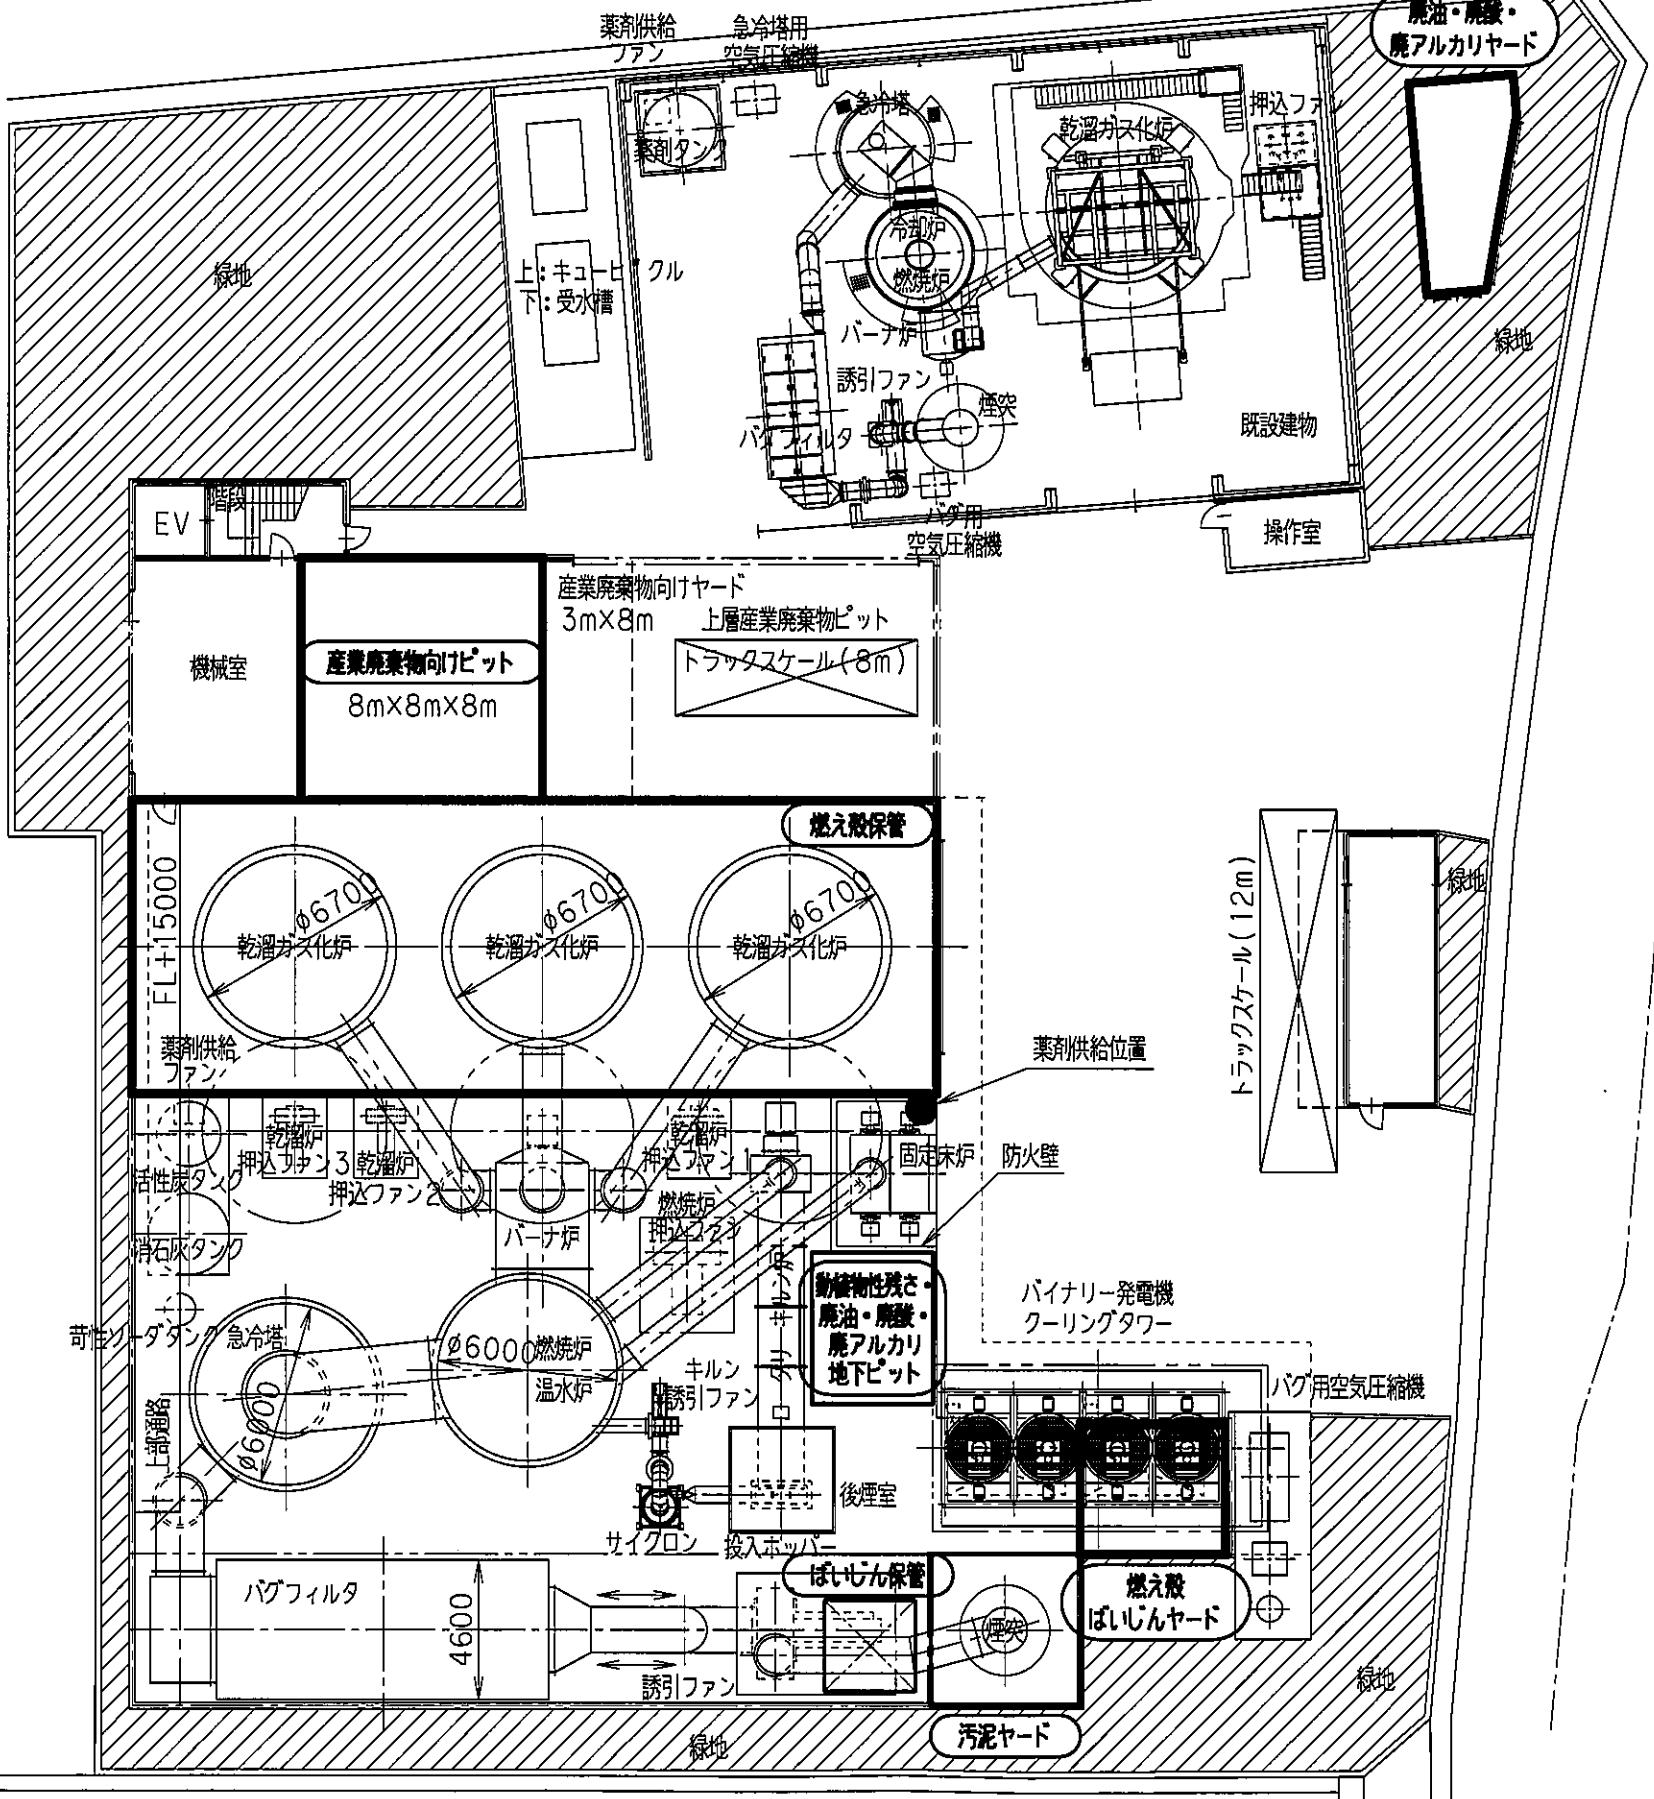 薬剤供給
ファン
急冷塔用
空気圧縮機
廃油・廃酸・
廃アルカリヤード
急冷塔
乾溜ガス化炉
押込ファン
薬剤タンク
緑地
上:キュービクル
下:受水槽
冷却炉
燃焼炉
バーナ炉
緑地
誘引ファン
煙突
バグフィルタ
既設建物
階段
EV
バグ用
空気圧縮機
操作室
産業廃棄物向けヤード
3m×8m
上層産業廃棄物ピット
機械室
産業廃棄物向けピット
トラックスケール(8m)
8m×8m×8m
燃え殻保管
FL+15000
φ6700
φ6700
φ6700
乾溜ガス化炉
乾溜ガス化炉
乾溜ガス化炉
トラックスケール(12m)
緑地
薬剤供給
ファン
薬剤供給位置
乾溜炉
押込ファン3
乾溜炉
押込ファン2
乾溜炉
押込ファン1
固定床炉
防火壁
活性炭タンク
燃焼炉
押込ファン
バーナ炉
消石灰タンク
動植物性残さ・
廃油・廃酸・
廃アルカリ
地下ピット
バイナリー発電機
クーリングタワー
苛性ソーダタンク
急冷塔
φ6000
燃焼炉
温水炉
キルン
誘引ファン
バグ用空気圧縮機
上部通路
φ6000
後煙室
サイクロン
投入ホッパー
ばいじん保管
燃え殻
ばいじんヤード
バグフィルタ
4600
煙突
誘引ファン
緑地
汚泥ヤード
緑地